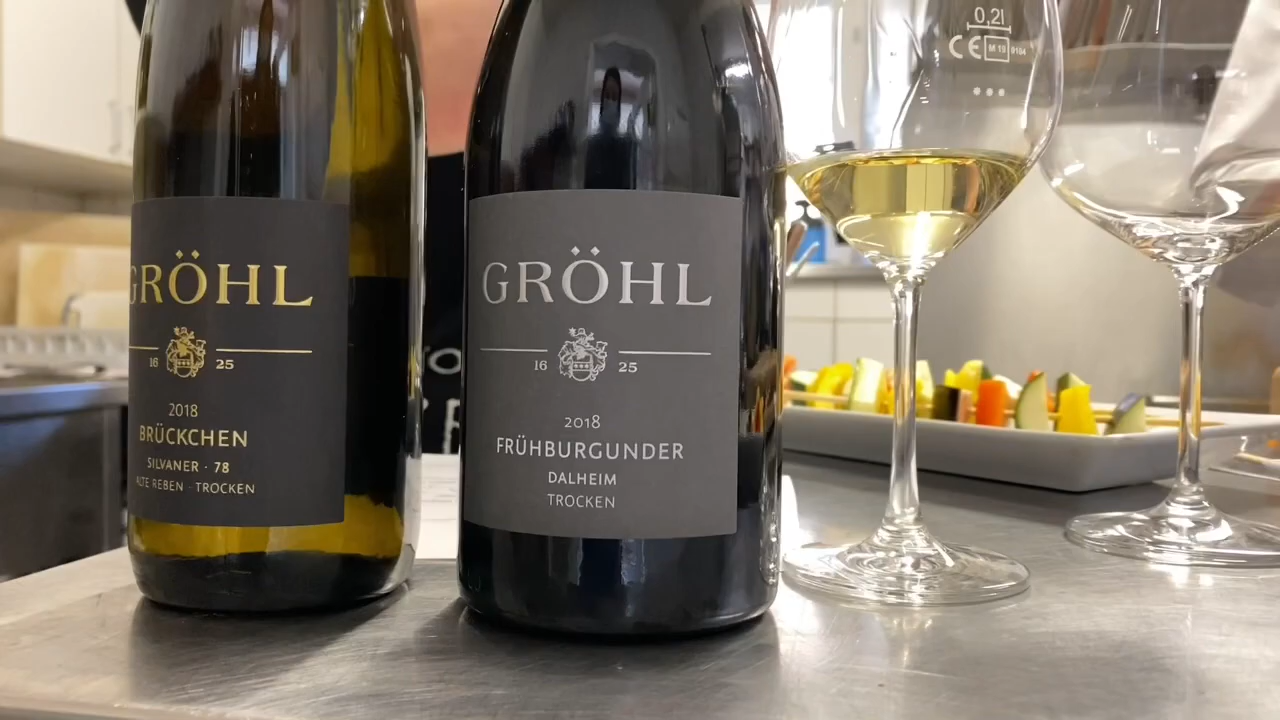 GRÖHL
16 25
2018
BRÜCKCHEN
SILVANER · 78
ALTE REBEN · TROCKEN
GRÖHL
16 25
2018
FRÜHBURGUNDER
DALHEIM
TROCKEN
0,2l
CE M 19